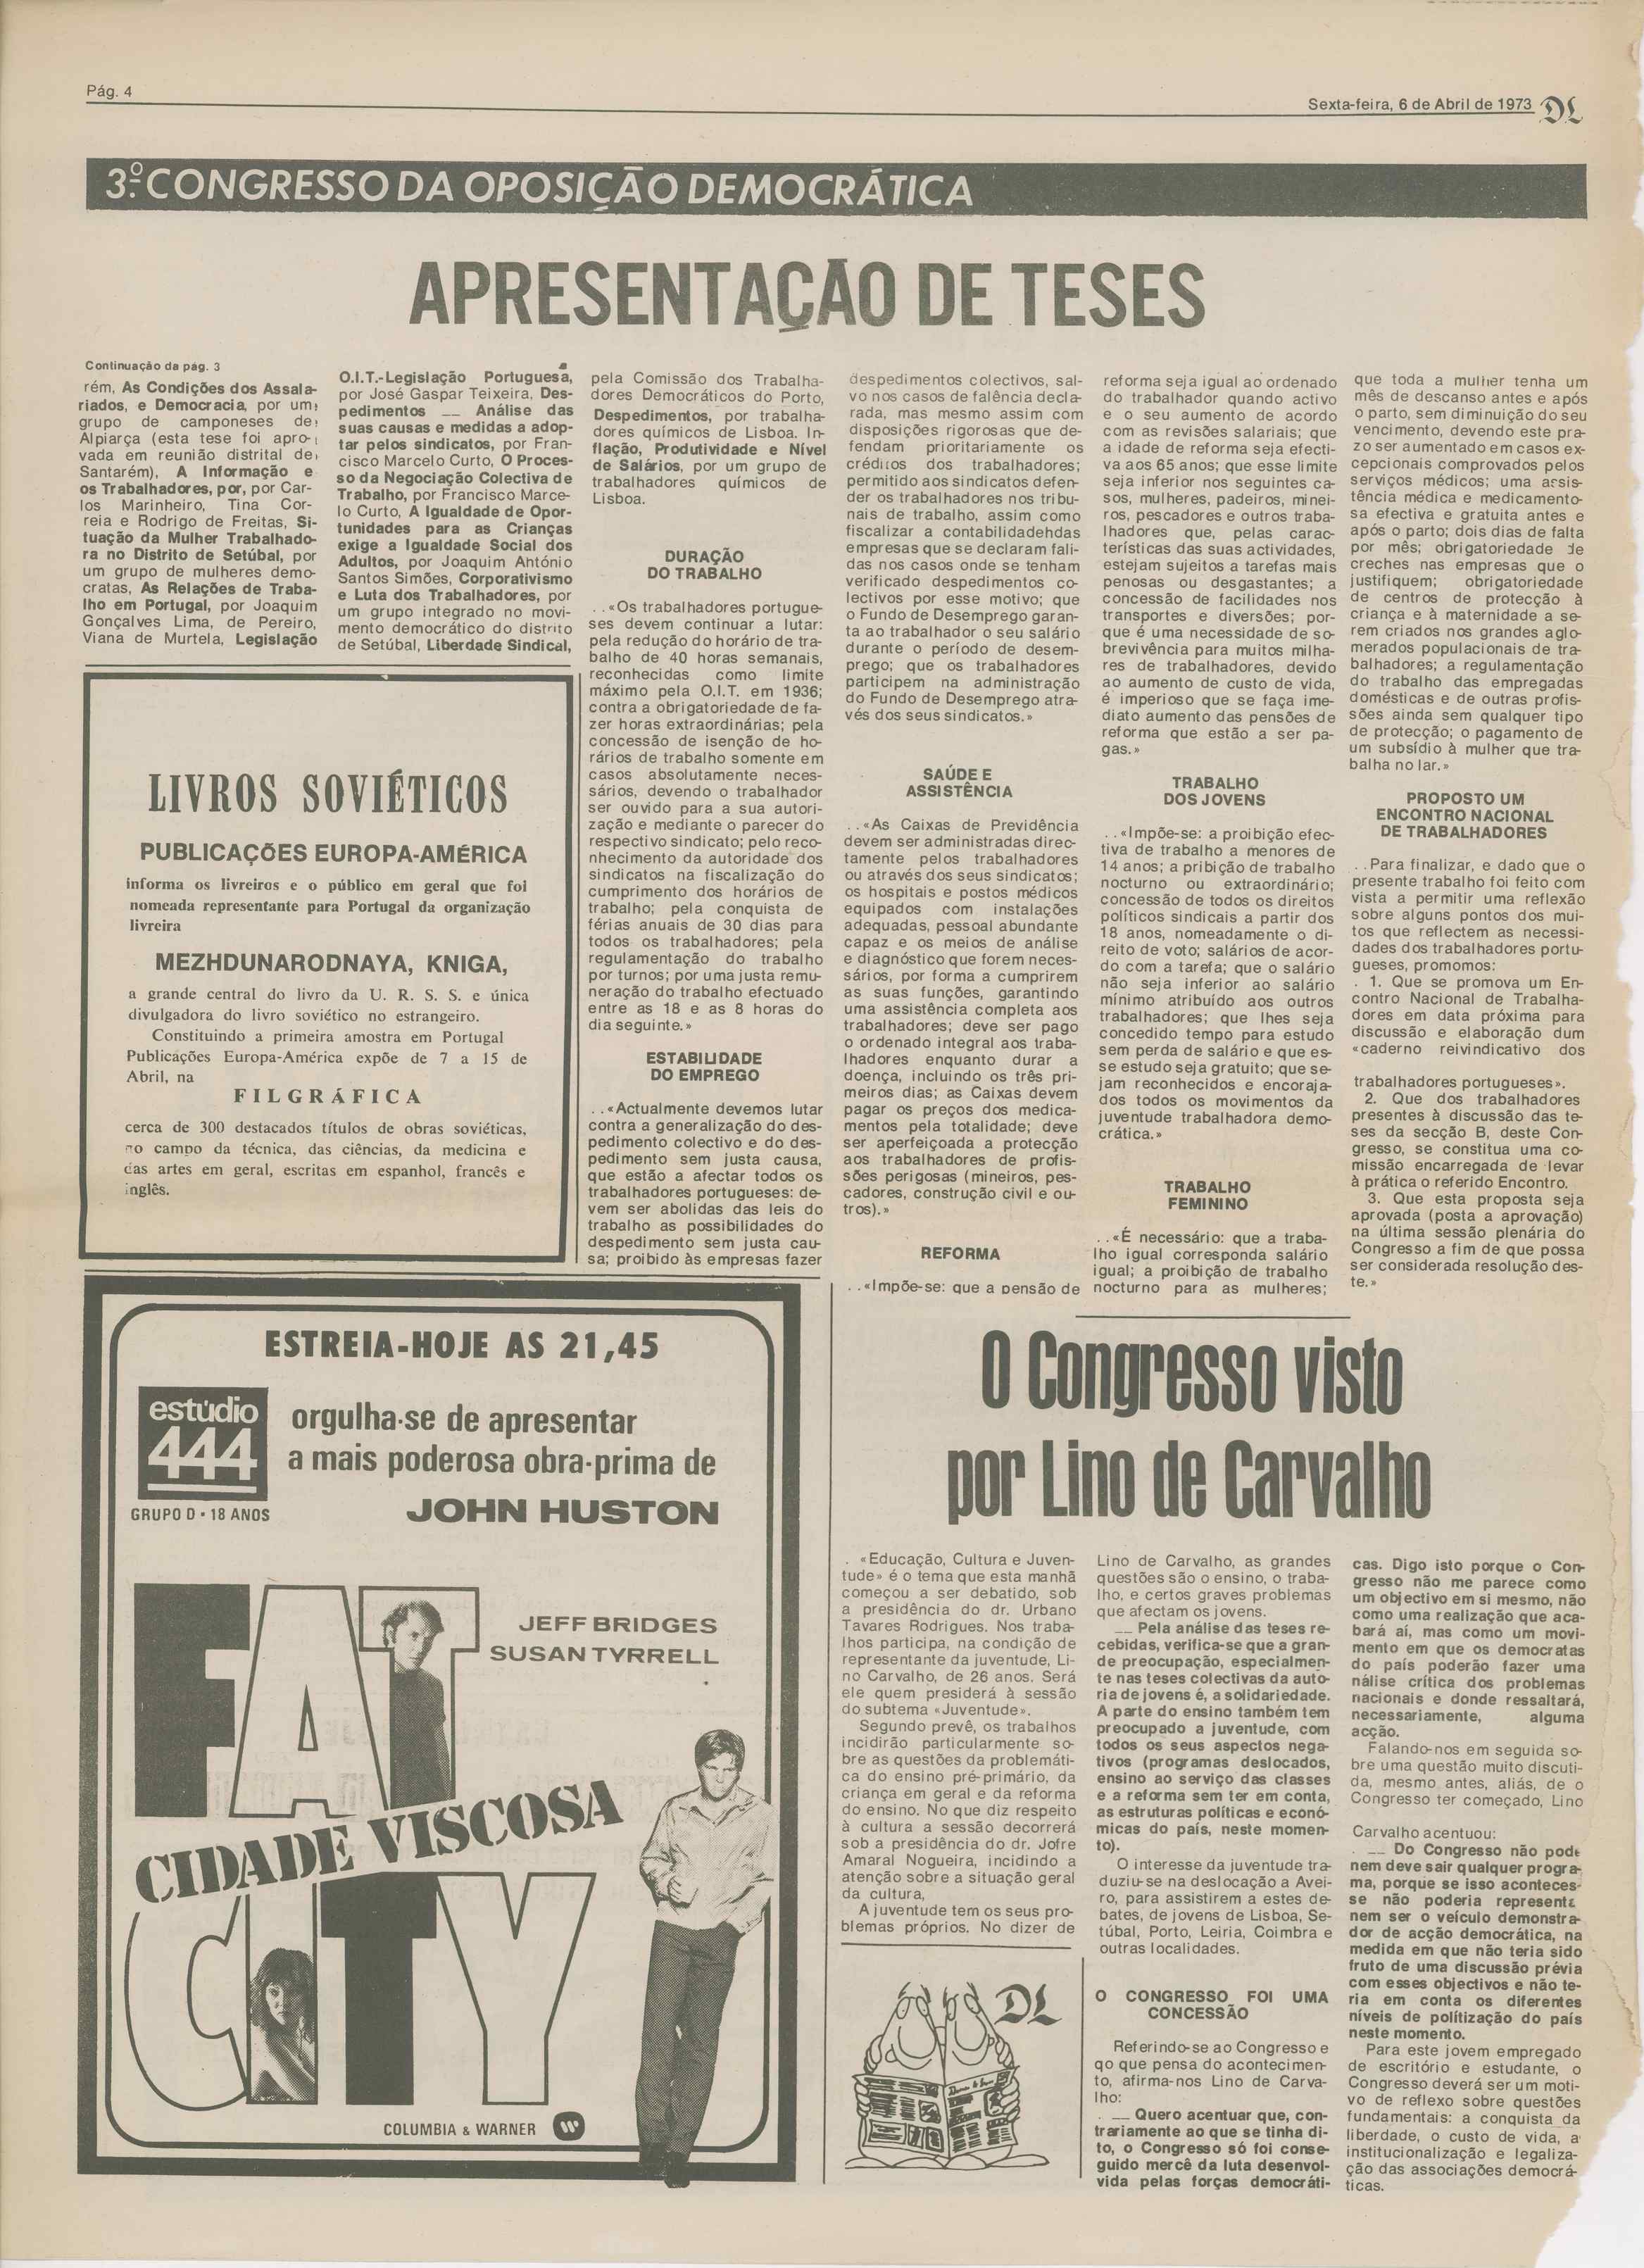 Pág. 4
Sexta-feira, 6 de Abril de 1973 DL
3.º CONGRESSO DA OPOSIÇÃO DEMOCRÁTICA
APRESENTAÇÃO DE TESES
Continuação da pág. 3
rém, As Condições dos Assala-
riados, e Democracia, por um
grupo de camponeses de
Alpiarça (esta tese foi apro-
vada em reunião distrital de
Santarém), A Informação e
os Trabalhadores, por, por Car-
los Marinheiro, Tina Cor-
reia e Rodrigo de Freitas, Si-
tuação da Mulher Trabalhado-
ra no Distrito de Setúbal, por
um grupo de mulheres demo-
cratas, As Relações de Traba-
lho em Portugal, por Joaquim
Gonçalves Lima, de Pereiro,
Viana de Murtela, Legislação
O.I.T.-Legislação Portuguesa,
por José Gaspar Teixeira, Des-
pedimentos __ Análise das
suas causas e medidas a adop-
tar pelos sindicatos, por Fran-
cisco Marcelo Curto, O Proces-
so da Negociação Colectiva de
Trabalho, por Francisco Marce-
lo Curto, A Igualdade de Opor-
tunidades para as Crianças
exige a Igualdade Social dos
Adultos, por Joaquim António
Santos Simões, Corporativismo
e Luta dos Trabalhadores, por
um grupo integrado no movi-
mento democrático do distrito
de Setúbal, Liberdade Sindical,
pela Comissão dos Trabalha-
dores Democráticos do Porto,
Despedimentos, por trabalha-
dores químicos de Lisboa. In-
flação, Produtividade e Nível
de Salários, por um grupo de
trabalhadores químicos de
Lisboa.
DURAÇÃO
DO TRABALHO
. . «Os trabalhadores portugue-
ses devem continuar a lutar:
pela redução do horário de tra-
balho de 40 horas semanais,
reconhecidas como limite
máximo pela O.I.T. em 1936;
contra a obrigatoriedade de fa-
zer horas extraordinárias; pela
concessão de isenção de ho-
rários de trabalho somente em
casos absolutamente neces-
sários, devendo o trabalhador
ser ouvido para a sua autori-
zação e mediante o parecer do
respectivo sindicato; pelo reco-
nhecimento da autoridade dos
sindicatos na fiscalização do
cumprimento dos horários de
trabalho; pela conquista de
férias anuais de 30 dias para
todos os trabalhadores; pela
regulamentação do trabalho
por turnos; por uma justa remu-
neração do trabalho efectuado
entre as 18 e as 8 horas do
dia seguinte.»
ESTABILIDADE
DO EMPREGO
. . «Actualmente devemos lutar
contra a generalização do des-
pedimento colectivo e do des-
pedimento sem justa causa,
que estão a afectar todos os
trabalhadores portugueses: de-
vem ser abolidas das leis do
trabalho as possibilidades do
despedimento sem justa cau-
sa; proibido às empresas fazer
despedimentos colectivos, sal-
vo nos casos de falência decla-
rada, mas mesmo assim com
disposições rigorosas que de-
fendam prioritariamente os
créditos dos trabalhadores;
permitido aos sindicatos defen-
der os trabalhadores nos tribu-
nais de trabalho, assim como
fiscalizar a contabilidadehdas
empresas que se declaram fali-
das nos casos onde se tenham
verificado despedimentos co-
lectivos por esse motivo; que
o Fundo de Desemprego garan-
ta ao trabalhador o seu salário
durante o período de desem-
prego; que os trabalhadores
participem na administração
do Fundo de Desemprego atra-
vés dos seus sindicatos.»
SAÚDE E
ASSISTÊNCIA
. . «As Caixas de Previdência
devem ser administradas direc-
tamente pelos trabalhadores
ou através dos seus sindicatos;
os hospitais e postos médicos
equipados com instalações
adequadas, pessoal abundante
capaz e os meios de análise
e diagnóstico que forem neces-
sários, por forma a cumprirem
as suas funções, garantindo
uma assistência completa aos
trabalhadores; deve ser pago
o ordenado integral aos traba-
lhadores enquanto durar a
doença, incluindo os três pri-
meiros dias; as Caixas devem
pagar os preços dos medica-
mentos pela totalidade; deve
ser aperfeiçoada a protecção
aos trabalhadores de profis-
sões perigosas (mineiros, pes-
cadores, construção civil e ou-
tros).»
REFORMA
. . «Impõe-se: que a pensão de
reforma seja igual ao ordenado
do trabalhador quando activo
e o seu aumento de acordo
com as revisões salariais; que
a idade de reforma seja efecti-
va aos 65 anos; que esse limite
seja inferior nos seguintes ca-
sos, mulheres, padeiros, minei-
ros, pescadores e outros traba-
lhadores que, pelas carac-
terísticas das suas actividades,
estejam sujeitos a tarefas mais
penosas ou desgastantes; a
concessão de facilidades nos
transportes e diversões; por-
que é uma necessidade de so-
brevivência para muitos milha-
res de trabalhadores, devido
ao aumento de custo de vida,
é imperioso que se faça ime-
diato aumento das pensões de
reforma que estão a ser pa-
gas.»
TRABALHO
DOS JOVENS
. . «Impõe-se: a proibição efec-
tiva de trabalho a menores de
14 anos; a pribição de trabalho
nocturno ou extraordinário;
concessão de todos os direitos
políticos sindicais a partir dos
18 anos, nomeadamente o di-
reito de voto; salários de acor-
do com a tarefa; que o salário
não seja inferior ao salário
mínimo atribuído aos outros
trabalhadores; que lhes seja
concedido tempo para estudo
sem perda de salário e que es-
se estudo seja gratuito; que se-
jam reconhecidos e encoraja-
dos todos os movimentos da
juventude trabalhadora demo-
crática.»
TRABALHO
FEMININO
. . «É necessário: que a traba-
lho igual corresponda salário
igual; a proibição de trabalho
nocturno para as mulheres;
que toda a mulher tenha um
mês de descanso antes e após
o parto, sem diminuição do seu
vencimento, devendo este pra-
zo ser aumentado em casos ex-
cepcionais comprovados pelos
serviços médicos; uma arsis-
tência médica e medicamento-
sa efectiva e gratuita antes e
após o parto; dois dias de falta
por mês; obrigatoriedade de
creches nas empresas que o
justifiquem; obrigatoriedade
de centros de protecção à
criança e à maternidade a se-
rem criados nos grandes aglo-
merados populacionais de tra-
balhadores; a regulamentação
do trabalho das empregadas
domésticas e de outras profis-
sões ainda sem qualquer tipo
de protecção; o pagamento de
um subsídio à mulher que tra-
balha no lar.»
PROPOSTO UM
ENCONTRO NACIONAL
DE TRABALHADORES
. . Para finalizar, e dado que o
presente trabalho foi feito com
vista a permitir uma reflexão
sobre alguns pontos dos mui-
tos que reflectem as necessi-
dades dos trabalhadores portu-
gueses, promomos:
. 1. Que se promova um En-
contro Nacional de Trabalha-
dores em data próxima para
discussão e elaboração dum
«caderno reivindicativo dos
trabalhadores portugueses».
2. Que dos trabalhadores
presentes à discussão das te-
ses da secção B, deste Con-
gresso, se constitua uma co-
missão encarregada de levar
à prática o referido Encontro.
3. Que esta proposta seja
aprovada (posta a aprovação)
na última sessão plenária do
Congresso a fim de que possa
ser considerada resolução des-
te.»
LIVROS SOVIÉTICOS
PUBLICAÇÕES EUROPA-AMÉRICA
informa os livreiros e o público em geral que foi
nomeada representante para Portugal da organização
livreira
MEZHDUNARODNAYA, KNIGA,
a grande central do livro da U. R. S. S. e única
divulgadora do livro soviético no estrangeiro.
Constituindo a primeira amostra em Portugal
Publicações Europa-América expõe de 7 a 15 de
Abril, na
FILGRÁFICA
cerca de 300 destacados títulos de obras soviéticas,
no campo da técnica, das ciências, da medicina e
das artes em geral, escritas em espanhol, francês e
inglês.
ESTREIA-HOJE AS 21,45
estúdio
444
GRUPO D • 18 ANOS
orgulha-se de apresentar
a mais poderosa obra-prima de
JOHN HUSTON
JEFF BRIDGES
SUSAN TYRRELL
FAT
CIDADE VISCOSA
CITY
COLUMBIA & WARNER
O Congresso visto
por Lino de Carvalho
. «Educação, Cultura e Juven-
tude» é o tema que esta manhã
começou a ser debatido, sob
a presidência do dr. Urbano
Tavares Rodrigues. Nos traba-
lhos participa, na condição de
representante da juventude, Li-
no Carvalho, de 26 anos. Será
ele quem presiderá à sessão
do subtema «Juventude».
Segundo prevê, os trabalhos
incidirão particularmente so-
bre as questões da problemáti-
ca do ensino pré-primário, da
criança em geral e da reforma
do ensino. No que diz respeito
à cultura a sessão decorrerá
sob a presidência do dr. Jofre
Amaral Nogueira, incidindo a
atenção sobre a situação geral
da cultura,
A juventude tem os seus pro-
blemas próprios. No dizer de
DL
Lino de Carvalho, as grandes
questões são o ensino, o traba-
lho, e certos graves problemas
que afectam os jovens.
__ Pela análise das teses re-
cebidas, verifica-se que a gran-
de preocupação, especialmen-
te nas teses colectivas da auto-
ria de jovens é, a solidariedade.
A parte do ensino também tem
preocupado a juventude, com
todos os seus aspectos nega-
tivos (programas deslocados,
ensino ao serviço das classes
e a reforma sem ter em conta,
as estruturas políticas e econó-
micas do país, neste momen-
to).
O interesse da juventude tra-
duziu-se na deslocação a Avei-
ro, para assistirem a estes de-
bates, de jovens de Lisboa, Se-
túbal, Porto, Leiria, Coimbra e
outras localidades.
O CONGRESSO FOI UMA
CONCESSÃO
Referindo-se ao Congresso e
qo que pensa do acontecimen-
to, afirma-nos Lino de Carva-
lho:
. __ Quero acentuar que, con-
trariamente ao que se tinha di-
to, o Congresso só foi conse-
guido mercê da luta desenvol-
vida pelas forças democráti-
cas. Digo isto porque o Con-
gresso não me parece como
um objectivo em si mesmo, não
como uma realização que aca-
bará aí, mas como um movi-
mento em que os democratas
do país poderão fazer uma
nálise crítica dos problemas
nacionais e donde ressaltará,
necessariamente, alguma
acção.
Falando-nos em seguida so-
bre uma questão muito discuti-
da, mesmo antes, aliás, de o
Congresso ter começado, Lino
Carvalho acentuou:
. __ Do Congresso não pode
nem deve sair qualquer progra-
ma, porque se isso acontеces-
se não poderia representa
nem ser o veículo demonstra-
dor de acção democrática, na
medida em que não teria sido
fruto de uma discussão prévia
com esses objectivos e não te-
ria em conta os diferentes
níveis de politização do país
neste momento.
Para este jovem empregado
de escritório e estudante, o
Congresso deverá ser um moti-
vo de reflexo sobre questões
fundamentais: a conquista da
liberdade, o custo de vida, a
institucionalização e legaliza-
ção das associações democrá-
ticas.